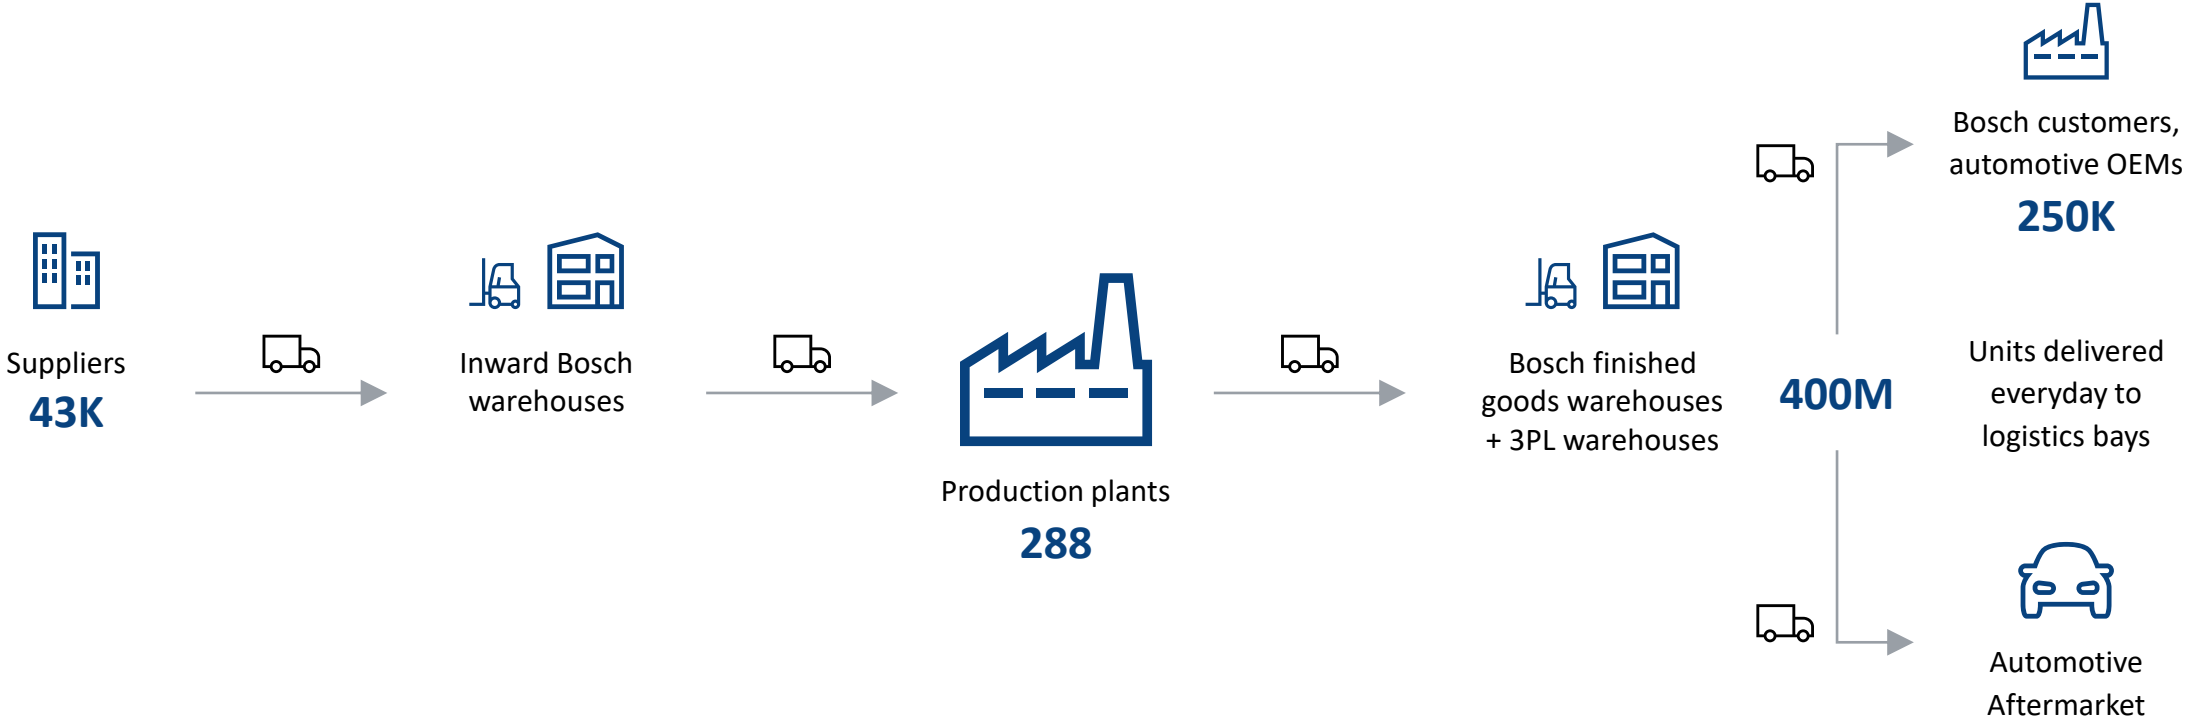 Suppliers
43K
Inward Bosch
warehouses
Production plants
288
Bosch finished
goods warehouses
+ 3PL warehouses
400M
Bosch customers,
automotive OEMs
250K
Units delivered
everyday to
logistics bays
Automotive
Aftermarket